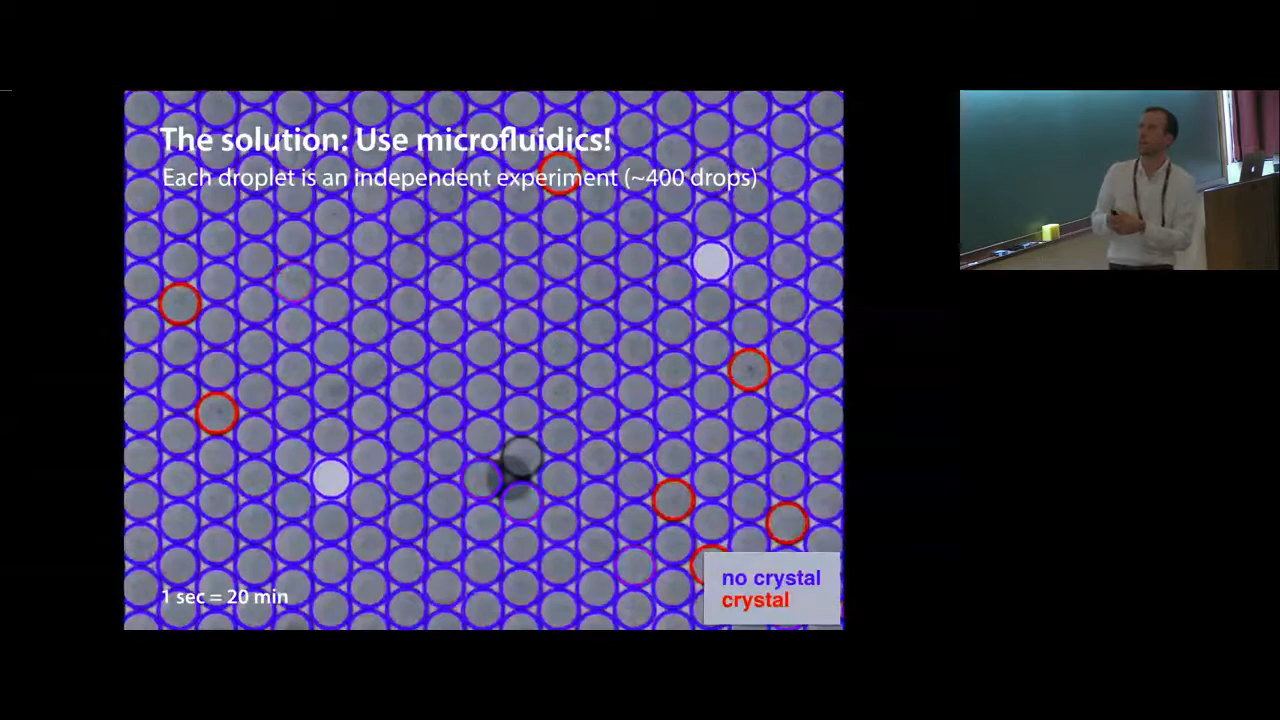 The solution: Use microfluidics!
Each droplet is an independent experiment (~400 drops)
1 sec = 20 min
no crystal
crystal